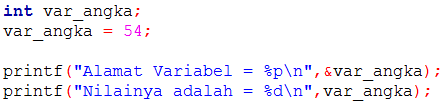 int var_angka;
var_angka = 54;
printf("Alamat Variabel = %p\n",&var_angka);
printf("Nilainya adalah = %d\n",var_angka);